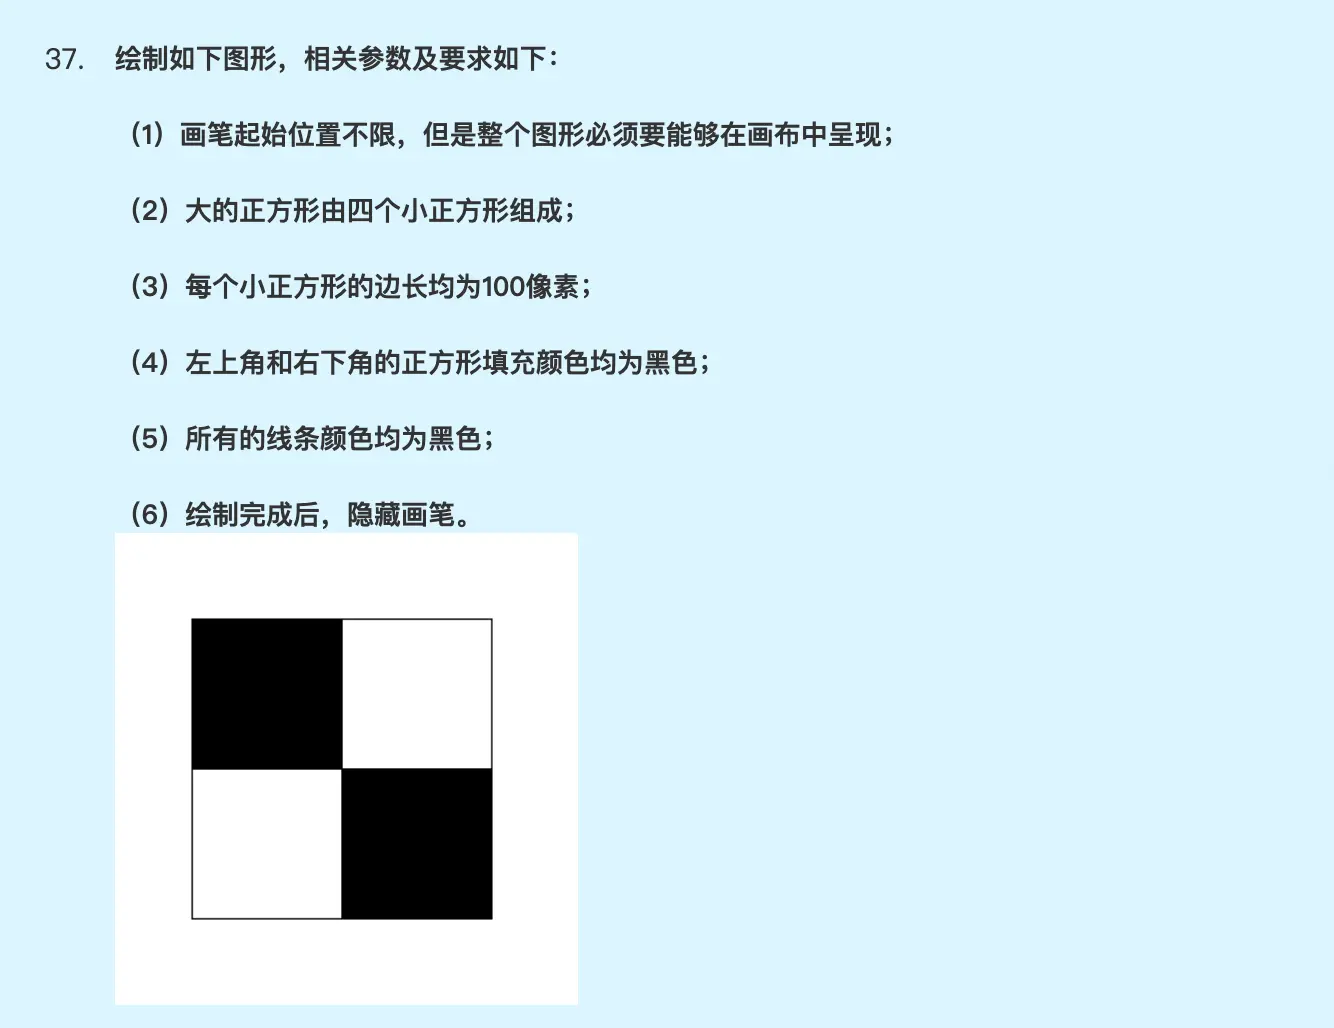 37. 绘制如下图形，相关参数及要求如下：
（1）画笔起始位置不限，但是整个图形必须要能够在画布中呈现；
（2）大的正方形由四个小正方形组成；
（3）每个小正方形的边长均为100像素；
（4）左上角和右下角的正方形填充颜色均为黑色；
（5）所有的线条颜色均为黑色；
（6）绘制完成后，隐藏画笔。